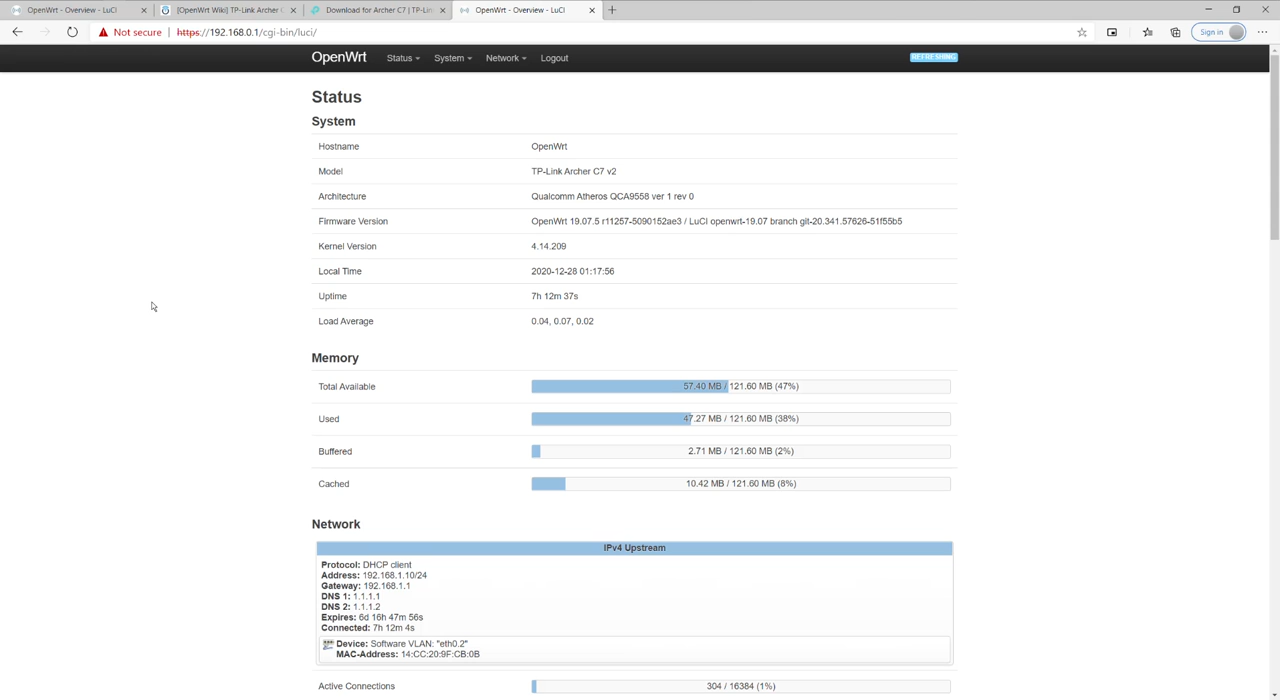 OpenWrt - Overview - LuCI
[OpenWrt Wiki] TP-Link Archer C
Download for Archer C7 | TP-Lin
OpenWrt - Overview - LuCI
Not secure
https://192.168.0.1/cgi-bin/luci/
Sign in
OpenWrt
Status
System
Network
Logout
REFRESHING
Status
System
Hostname OpenWrt
Model TP-Link Archer C7 v2
Architecture Qualcomm Atheros QCA9558 ver 1 rev 0
Firmware Version OpenWrt 19.07.5 r11257-5090152ae3 / LuCI openwrt-19.07 branch git-20.341.57626-51f55b5
Kernel Version 4.14.209
Local Time 2020-12-28 01:17:56
Uptime 7h 12m 37s
Load Average 0.04, 0.07, 0.02
Memory
Total Available 57.40 MB / 121.60 MB (47%)
Used 47.27 MB / 121.60 MB (38%)
Buffered 2.71 MB / 121.60 MB (2%)
Cached 10.42 MB / 121.60 MB (8%)
Network
IPv4 Upstream
Protocol: DHCP client
Address: 192.168.1.10/24
Gateway: 192.168.1.1
DNS 1: 1.1.1.1
DNS 2: 1.1.1.2
Expires: 6d 16h 47m 56s
Connected: 7h 12m 4s
Device: Software VLAN: "eth0.2"
MAC-Address: 14:CC:20:9F:CB:0B
Active Connections 304 / 16384 (1%)